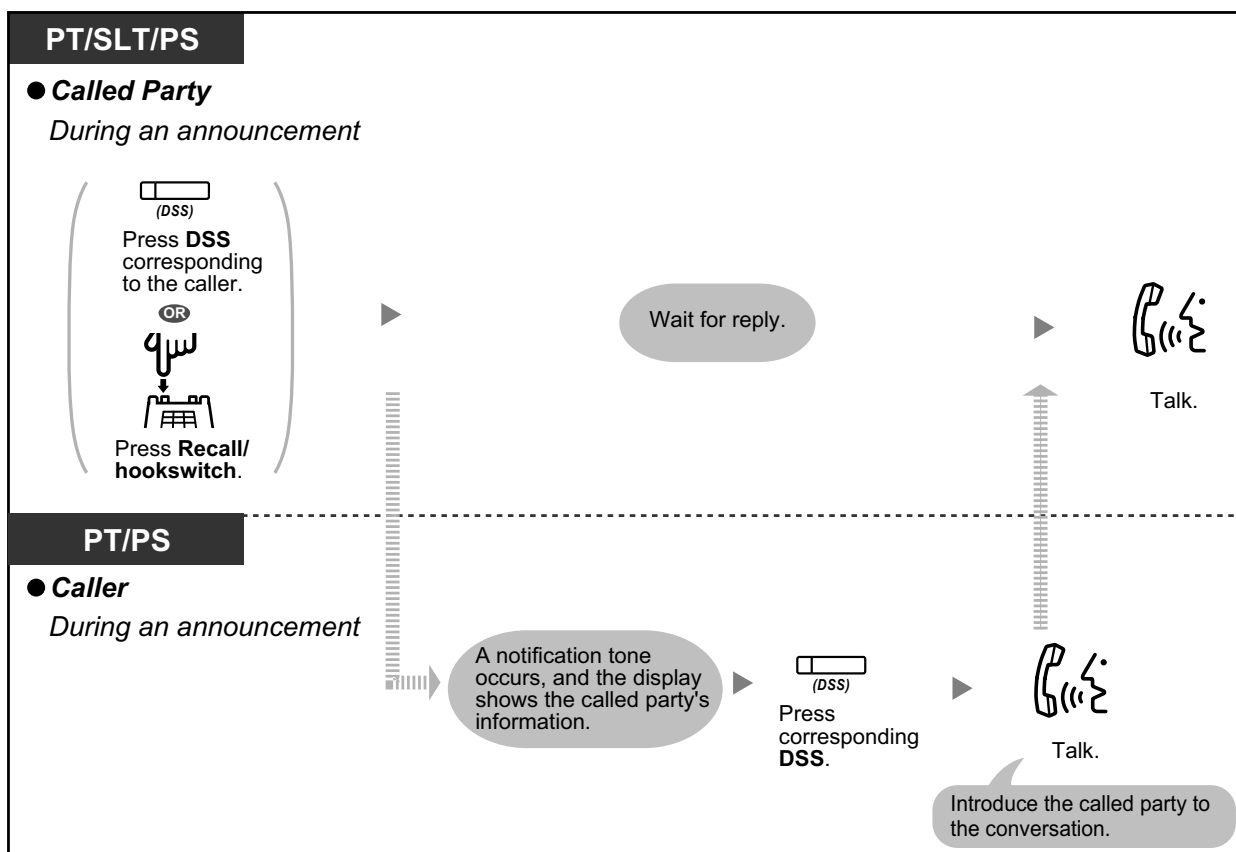 PT/SLT/PS
● Called Party
During an announcement
(DSS)
Press DSS
corresponding
to the caller.
OR
Press Recall/
hookswitch.
Wait for reply.
Talk.
PT/PS
● Caller
During an announcement
A notification tone
occurs, and the display
shows the called party's
information.
(DSS)
Press
corresponding
DSS.
Talk.
Introduce the called party to
the conversation.